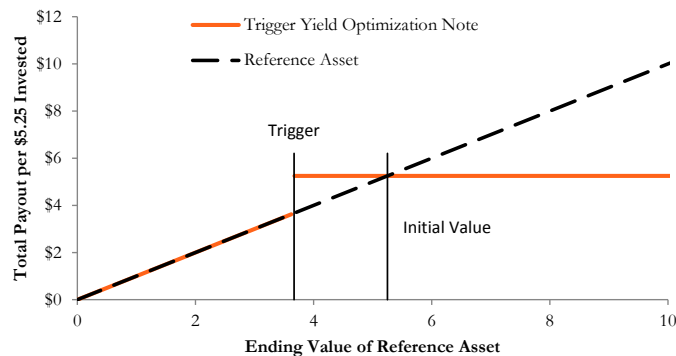 $12
Trigger Yield Optimization Note
$10
Reference Asset
$8
Trigger
$6
$4
Initial Value
$2
$0
Total Payout per $5.25 Invested
0 2 4 6 8 10
Ending Value of Reference Asset